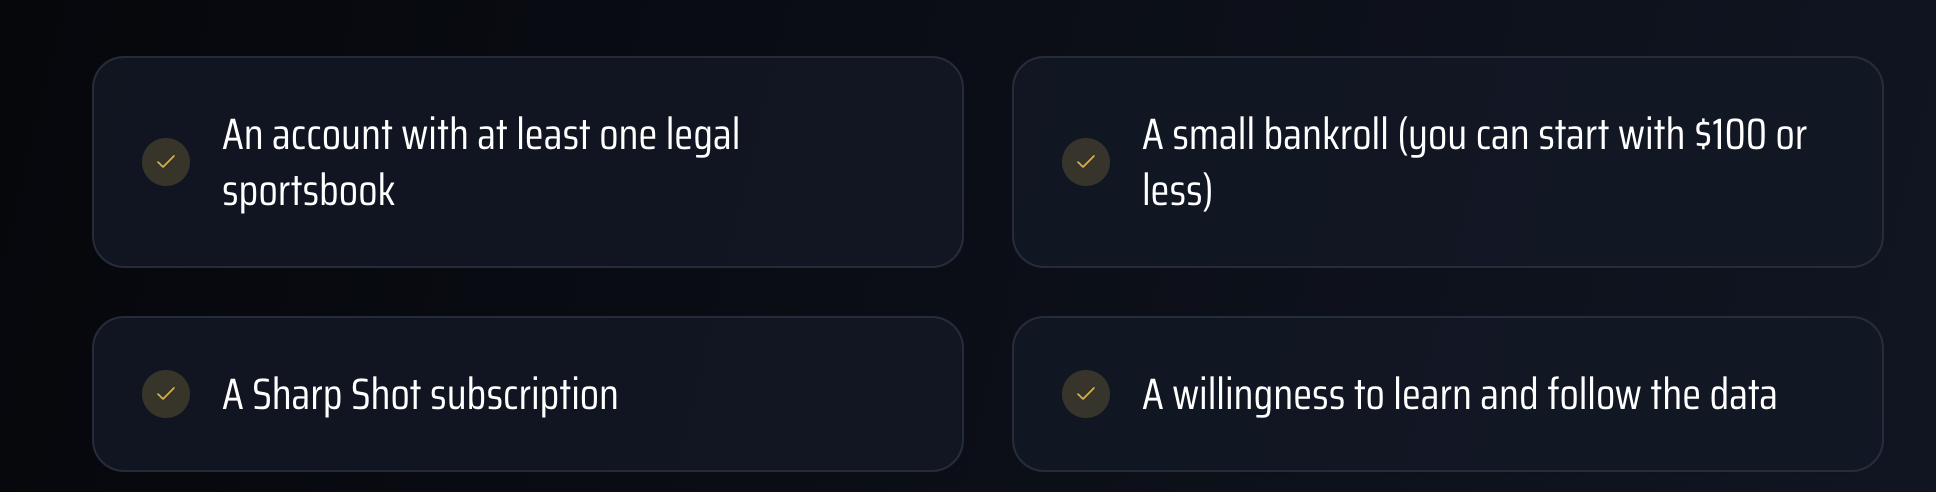 An account with at least one legal
sportsbook
A small bankroll (you can start with $100 or
less)
A Sharp Shot subscription
A willingness to learn and follow the data